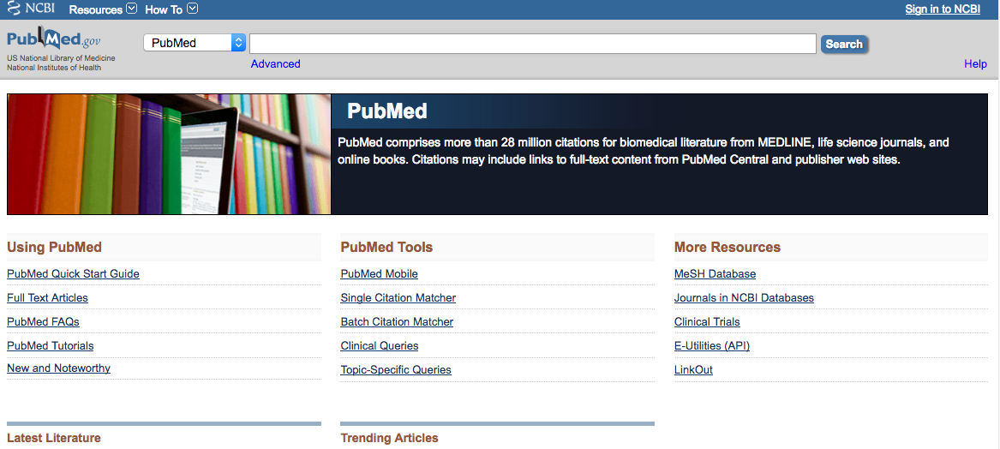 NCBI Resources How To Sign in to NCBI
PubMed.gov
US National Library of Medicine
National Institutes of Health
PubMed
Search
Advanced
Help
PubMed
PubMed comprises more than 28 million citations for biomedical literature from MEDLINE, life science journals, and
online books. Citations may include links to full-text content from PubMed Central and publisher web sites.
Using PubMed
PubMed Quick Start Guide
Full Text Articles
PubMed FAQs
PubMed Tutorials
New and Noteworthy
PubMed Tools
PubMed Mobile
Single Citation Matcher
Batch Citation Matcher
Clinical Queries
Topic-Specific Queries
More Resources
MeSH Database
Journals in NCBI Databases
Clinical Trials
E-Utilities (API)
LinkOut
Latest Literature
Trending Articles